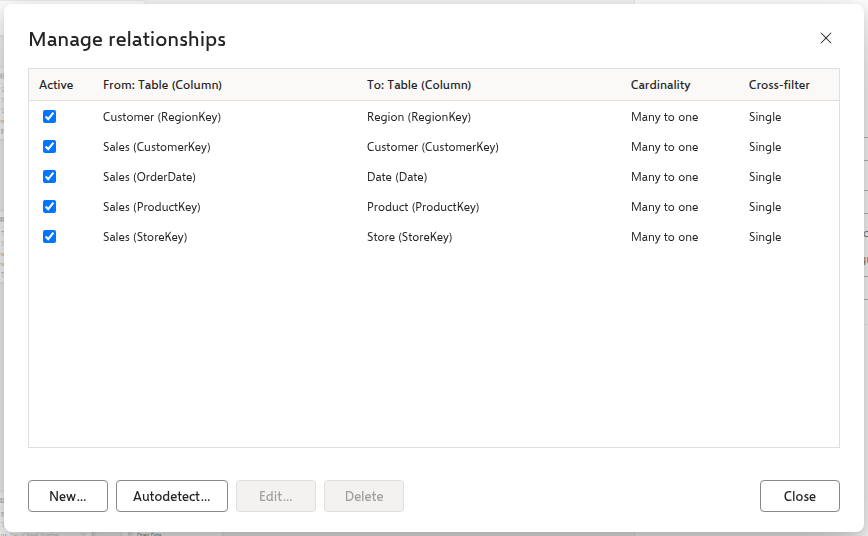 Manage relationships
Active From: Table (Column) To: Table (Column) Cardinality Cross-filter
Customer (RegionKey) Region (RegionKey) Many to one Single
Sales (CustomerKey) Customer (CustomerKey) Many to one Single
Sales (OrderDate) Date (Date) Many to one Single
Sales (ProductKey) Product (ProductKey) Many to one Single
Sales (StoreKey) Store (StoreKey) Many to one Single
New... Autodetect... Edit... Delete Close